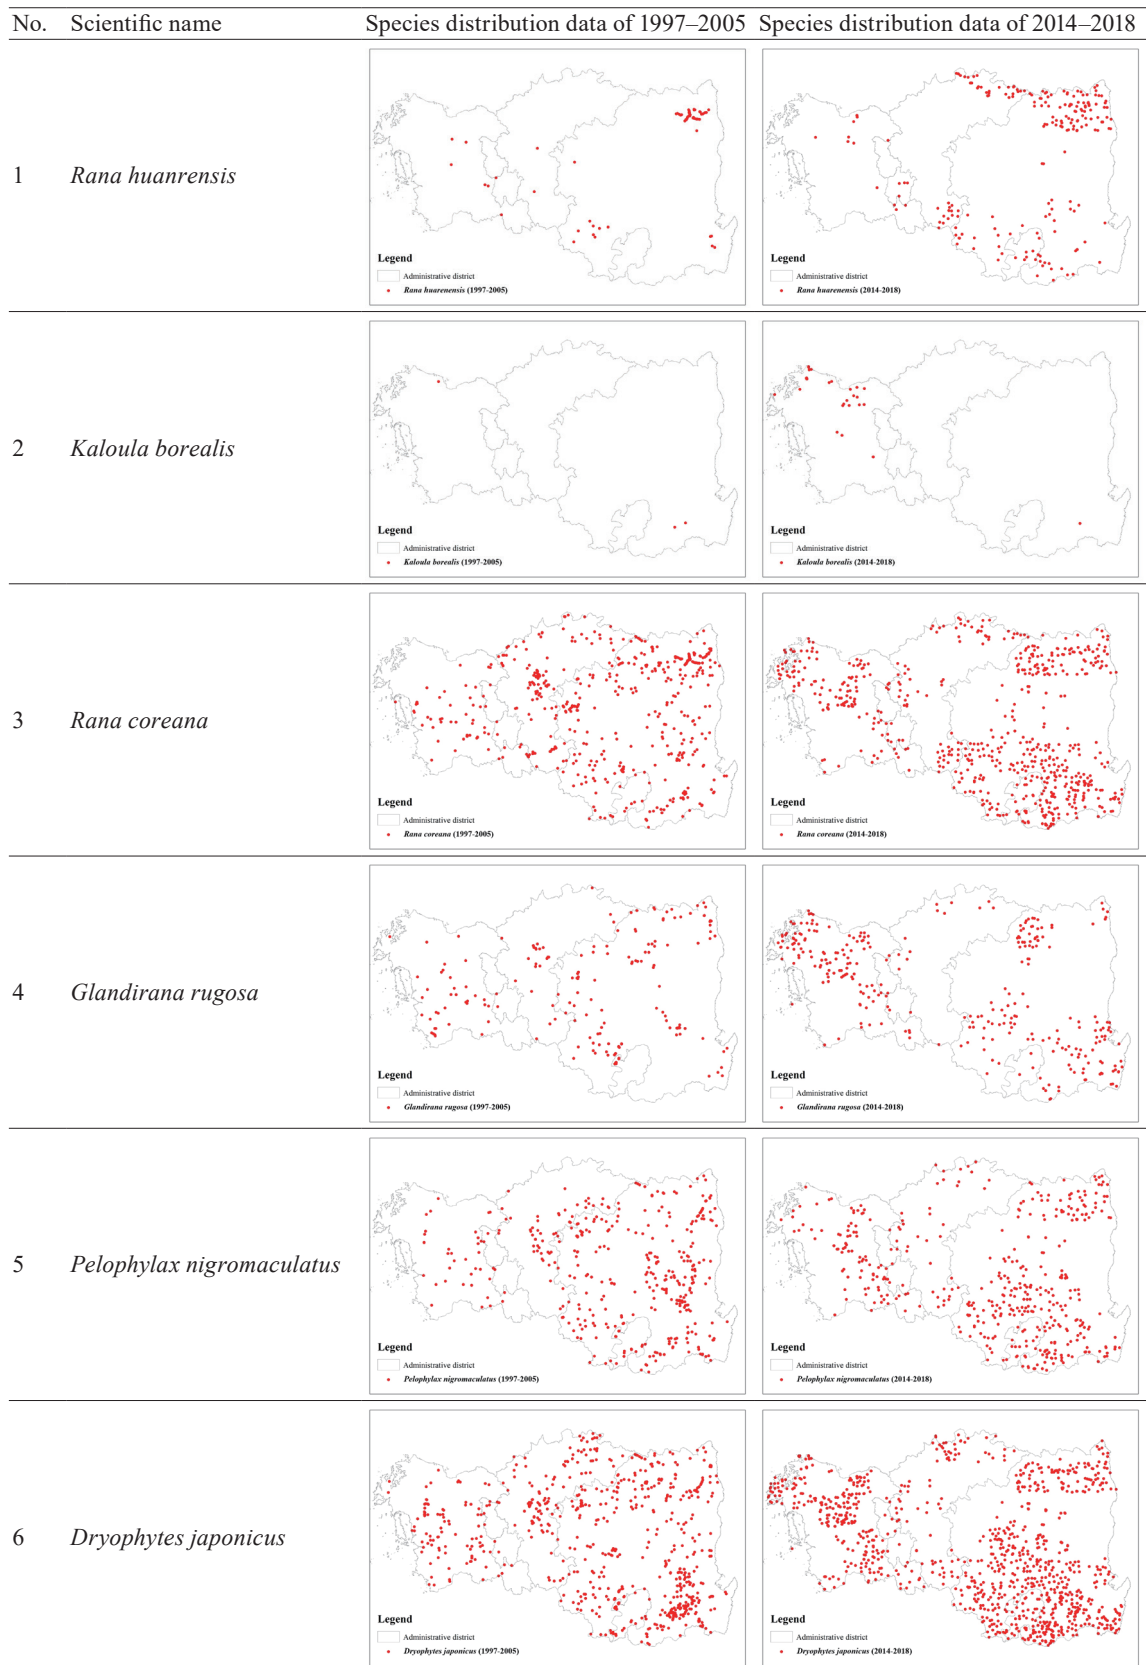 No. Scientific name Species distribution data of 1997–2005 Species distribution data of 2014–2018
1 Rana huanrensis
Legend
Administrative district
Rana huarenensis (1997-2005)
Legend
Administrative district
Rana huarenensis (2014-2018)
2 Kaloula borealis
Legend
Administrative district
Kaloula borealis (1997-2005)
Legend
Administrative district
Kaloula borealis (2014-2018)
3 Rana coreana
Legend
Administrative district
Rana coreana (1997-2005)
Legend
Administrative district
Rana coreana (2014-2018)
4 Glandirana rugosa
Legend
Administrative district
Glandirana rugosa (1997-2005)
Legend
Administrative district
Glandirana rugosa (2014-2018)
5 Pelophylax nigromaculatus
Legend
Administrative district
Pelophylax nigromaculatus (1997-2005)
Legend
Administrative district
Pelophylax nigromaculatus (2014-2018)
6 Dryophytes japonicus
Legend
Administrative district
Dryophytes japonicus (1997-2005)
Legend
Administrative district
Dryophytes japonicus (2014-2018)